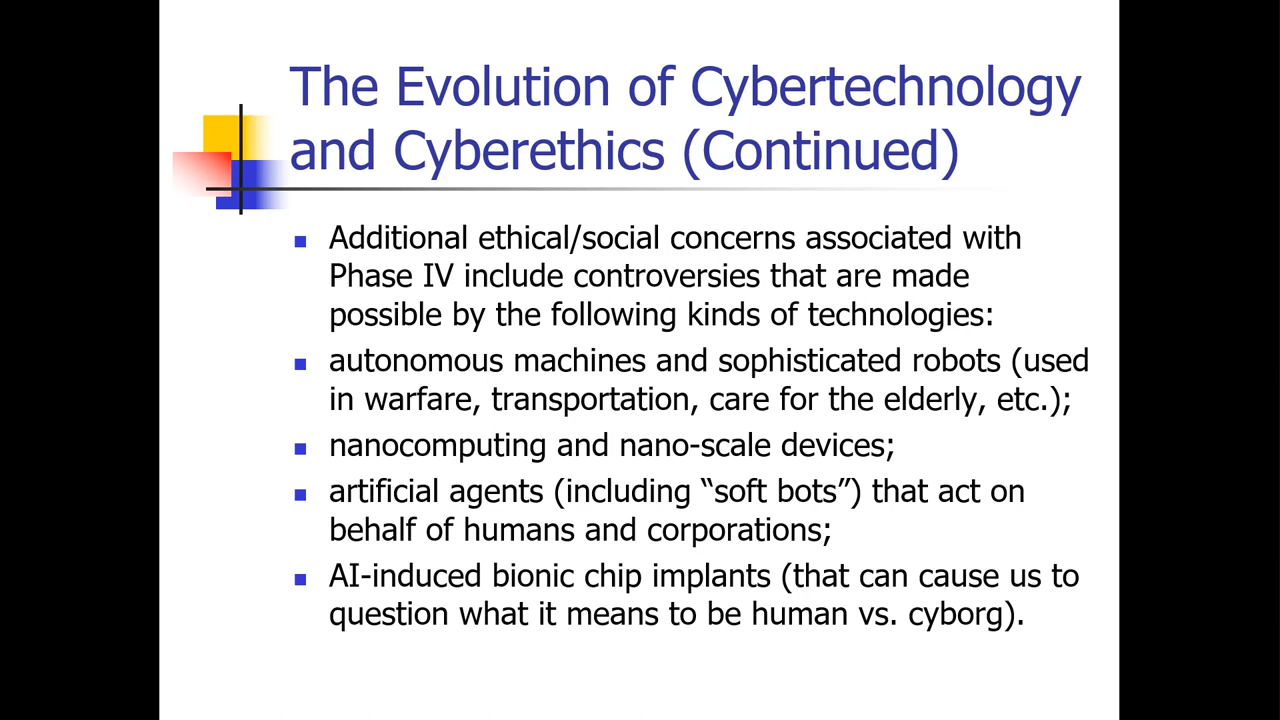 The Evolution of Cybertechnology
and Cyberethics (Continued)
Additional ethical/social concerns associated with
Phase IV include controversies that are made
possible by the following kinds of technologies:
autonomous machines and sophisticated robots (used
in warfare, transportation, care for the elderly, etc.);
nanocomputing and nano-scale devices;
artificial agents (including “soft bots”) that act on
behalf of humans and corporations;
AI-induced bionic chip implants (that can cause us to
question what it means to be human vs. cyborg).